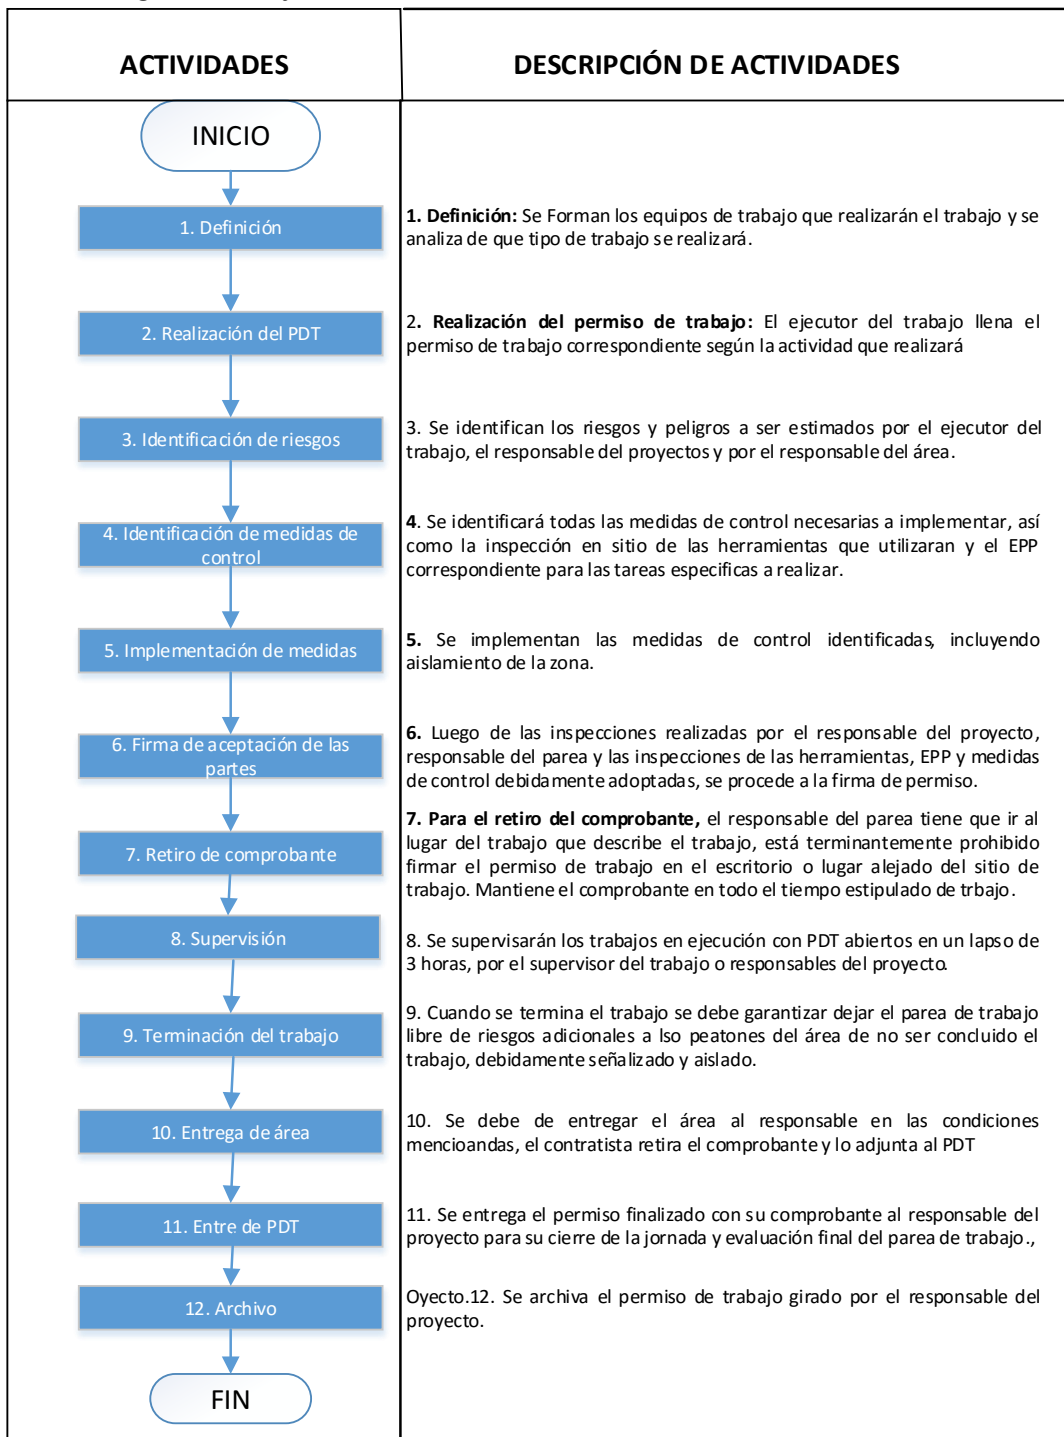 ACTIVIDADES
DESCRIPCIÓN DE ACTIVIDADES
INICIO
1. Definición
1. Definición: Se Forman los equipos de trabajo que realizarán el trabajo y se
analiza de que tipo de trabajo se realizará.
2. Realización del PDT
2. Realización del permiso de trabajo: El ejecutor del trabajo llena el
permiso de trabajo correspondiente según la actividad que realizará
3. Identificación de riesgos
3. Se identifican los riesgos y peligros a ser estimados por el ejecutor del
trabajo, el responsable del proyectos y por el responsable del área.
4. Identificación de medidas de
control
4. Se identificará todas las medidas de control necesarias a implementar, así
como la inspección en sitio de las herramientas que utilizaran y el EPP
correspondiente para las tareas especificas a realizar.
5. Implementación de medidas
5. Se implementan las medidas de control identificadas, incluyendo
aislamiento de la zona.
6. Firma de aceptación de las
partes
6. Luego de las inspecciones realizadas por el responsable del proyecto,
responsable del parea y las inspecciones de las herramientas, EPP y medidas
de control debidamente adoptadas, se procede a la firma de permiso.
7. Retiro de comprobante
7. Para el retiro del comprobante, el responsable del parea tiene que ir al
lugar del trabajo que describe el trabajo, está terminantemente prohibido
firmar el permiso de trabajo en el escritorio o lugar alejado del sitio de
trabajo. Mantiene el comprobante en todo el tiempo estipulado de trbajo.
8. Supervisión
8. Se supervisarán los trabajos en ejecución con PDT abiertos en un lapso de
3 horas, por el supervisor del trabajo o responsables del proyecto.
9. Terminación del trabajo
9. Cuando se termina el trabajo se debe garantizar dejar el parea de trabajo
libre de riesgos adicionales a lso peatones del área de no ser concluido el
trabajo, debidamente señalizado y aislado.
10. Entrega de área
10. Se debe de entregar el área al responsable en las condiciones
mencioandas, el contratista retira el comprobante y lo adjunta al PDT
11. Entre de PDT
11. Se entrega el permiso finalizado con su comprobante al responsable del
proyecto para su cierre de la jornada y evaluación final del parea de trabajo.,
12. Archivo
Oyecto.12. Se archiva el permiso de trabajo girado por el responsable del
proyecto.
FIN